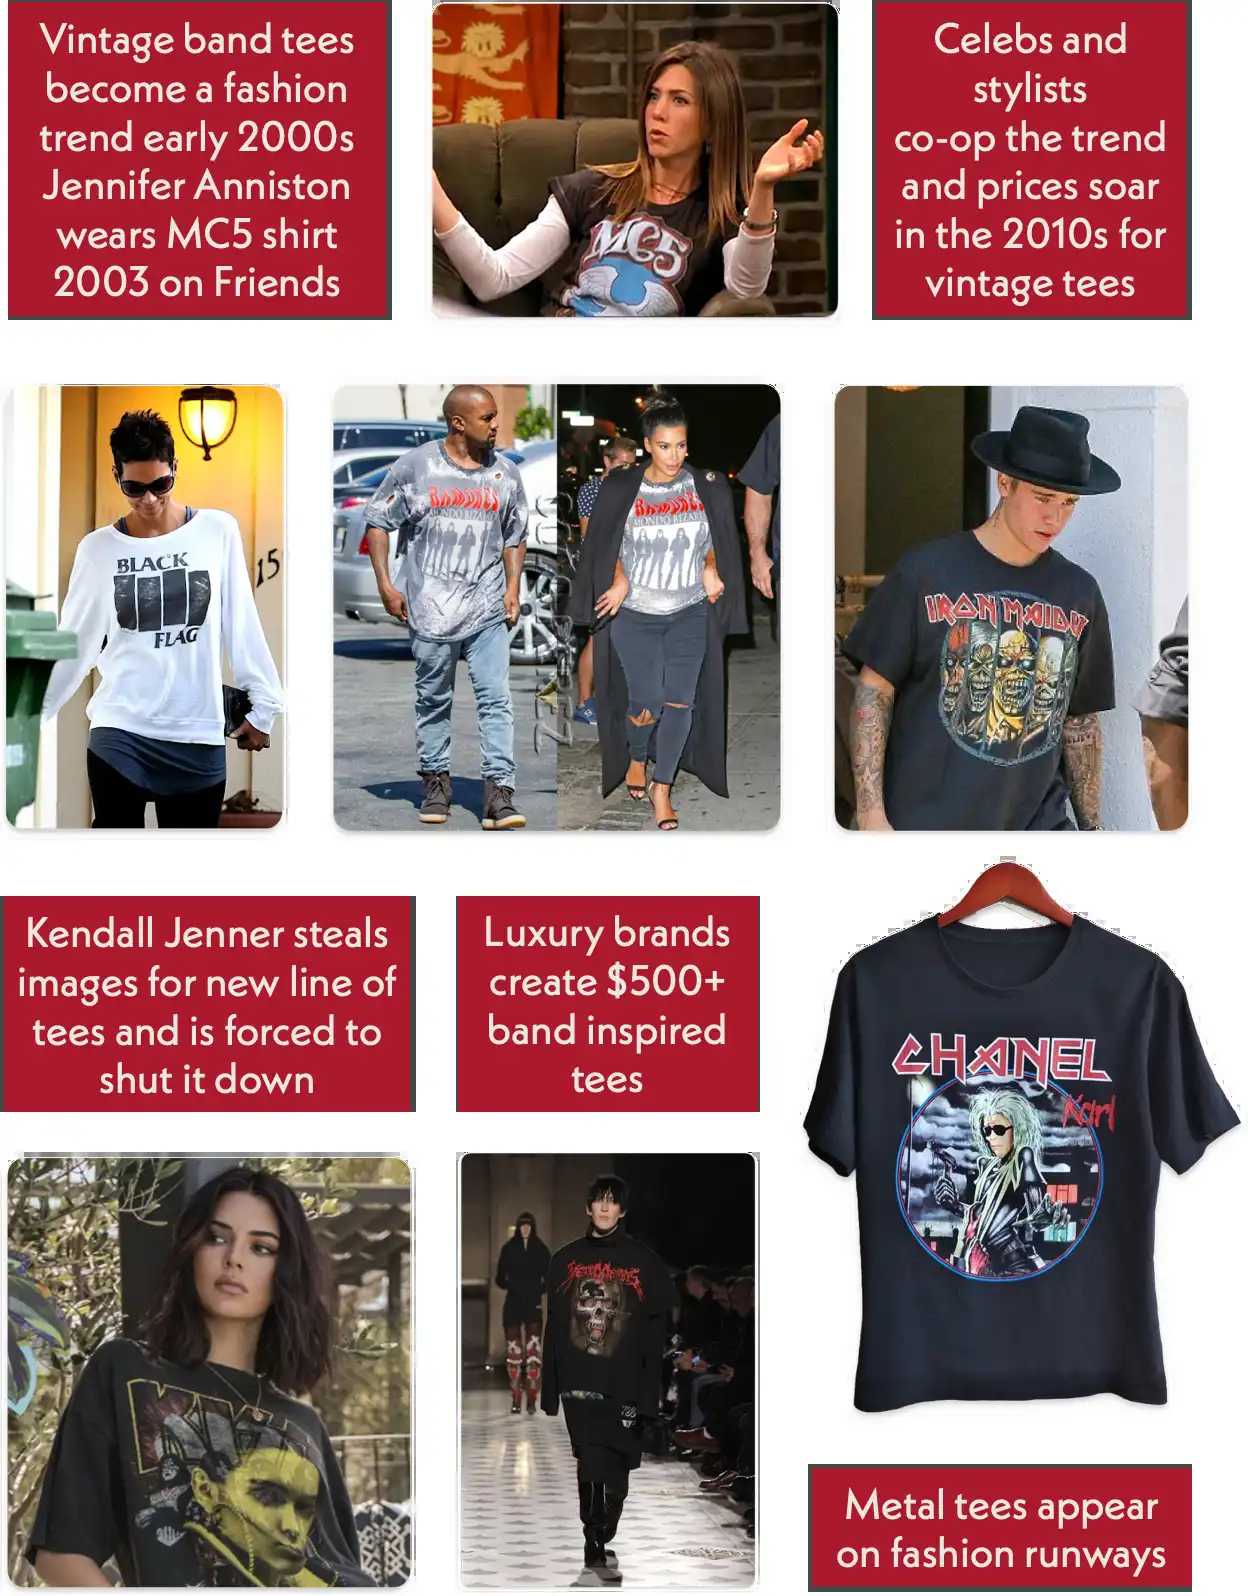 Vintage band tees
become a fashion
trend early 2000s
Jennifer Anniston
wears MC5 shirt
2003 on Friends
MC5
Celebs and
stylists
co-op the trend
and prices soar
in the 2010s for
vintage tees
15
BLACK
FLAG
RAMONES
MONDO BIZARRO
RAMONES
MONDO BIZARRO
IRON MAIDEN
Kendall Jenner steals
images for new line of
tees and is forced to
shut it down
Luxury brands
create $500+
band inspired
tees
CHANEL
Karl
VETEMENTS
Metal tees appear
on fashion runways